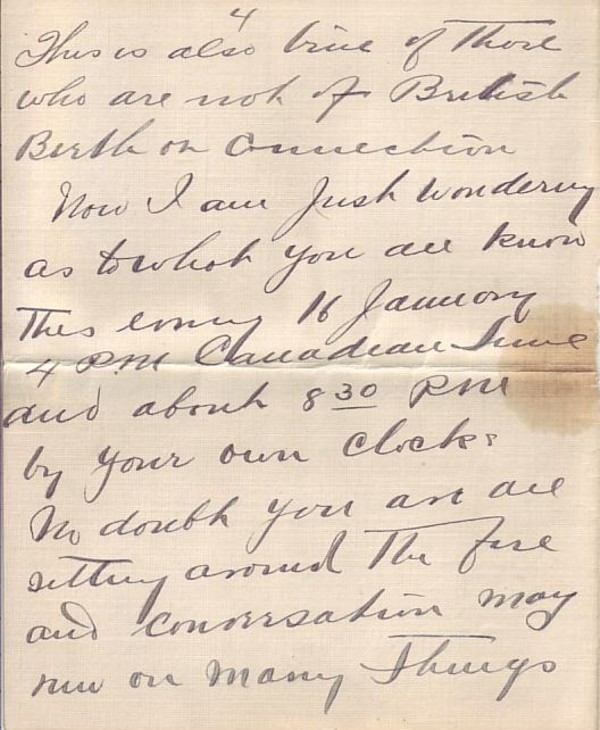 4
This is also true of those
who are not of British
Birth or Connection
Now I am Just Wondering
as to what you all know
This coming 16 January
4 P.M Canadian time
and about 8 30 P.M
by your own Clocks
No doubt you are all
sitting around The fire
and conversation may
run on Many Things